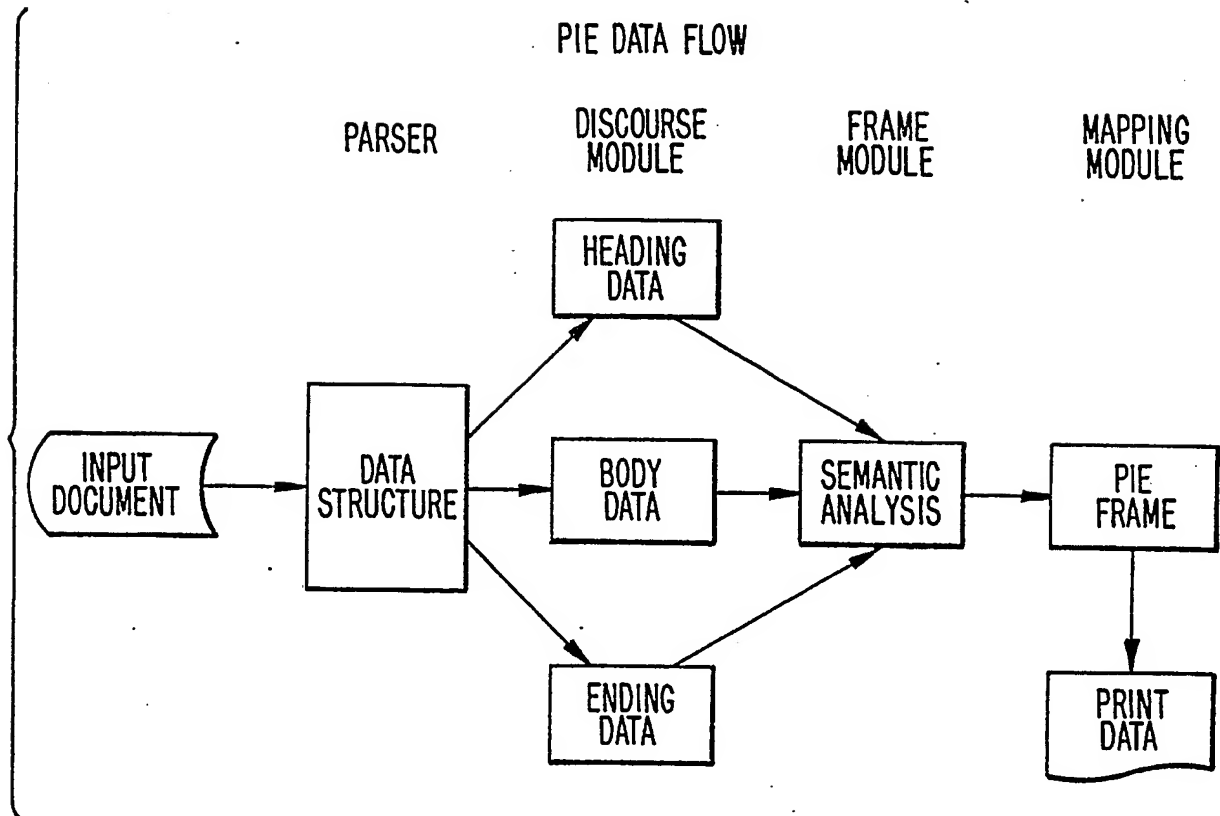 PIE DATA FLOW
PARSER
DISCOURSE
MODULE
FRAME
MODULE
MAPPING
MODULE
HEADING
DATA
INPUT
DOCUMENT
DATA
STRUCTURE
BODY
DATA
SEMANTIC
ANALYSIS
PIE
FRAME
ENDING
DATA
PRINT
DATA